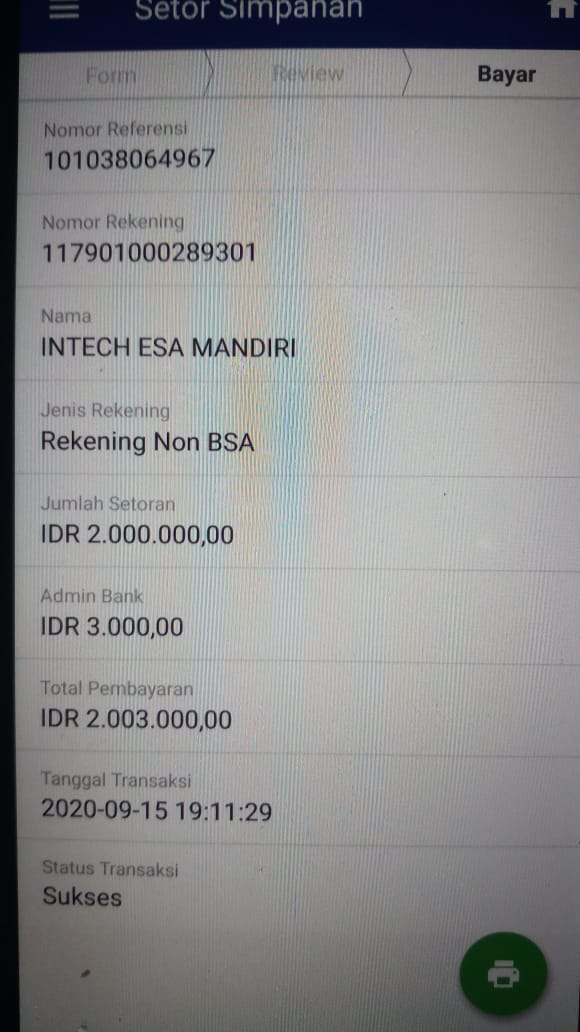 Setor Simpanan
Form
Review
Bayar
Nomor Referensi
101038064967
Nomor Rekening
117901000289301
Nama
INTECH ESA MANDIRI
Jenis Rekening
Rekening Non BSA
Jumlah Setoran
IDR 2.000.000,00
Admin Bank
IDR 3.000,00
Total Pembayaran
IDR 2.003.000,00
Tanggal Transaksi
2020-09-15 19:11:29
Status Transaksi
Sukses